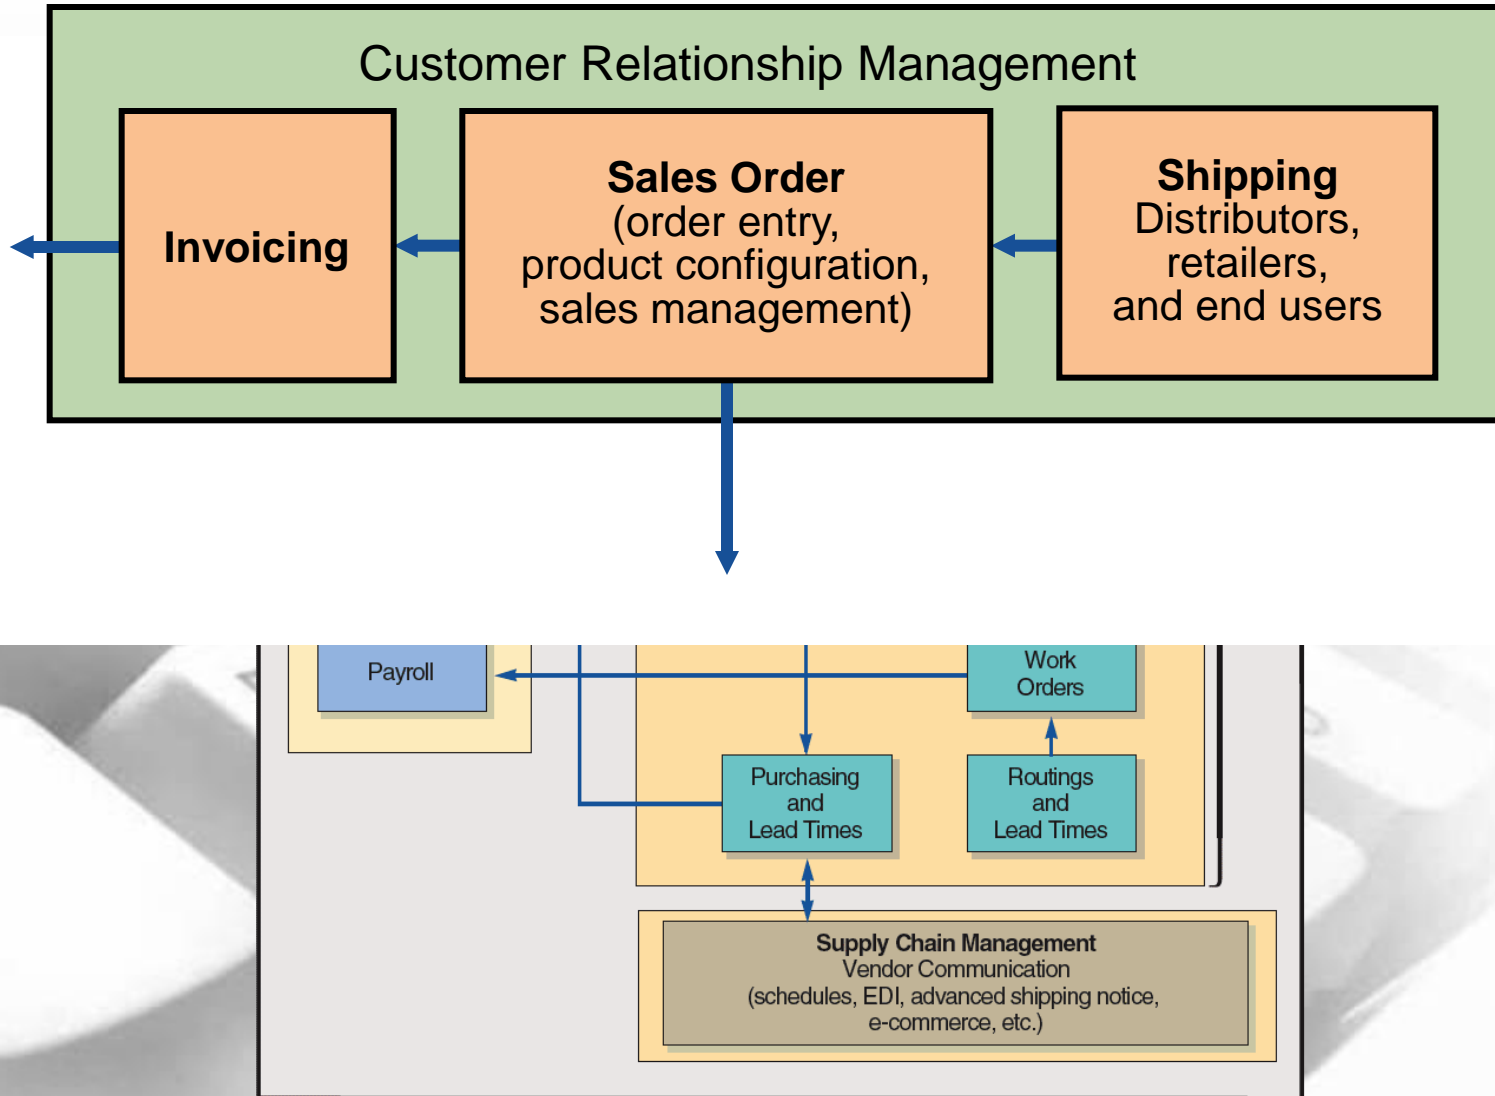 Customer Relationship Management
Invoicing
Sales Order
(order entry,
product configuration,
sales management)
Shipping
Distributors,
retailers,
and end users
Payroll
Work
Orders
Purchasing
and
Lead Times
Routings
and
Lead Times
Supply Chain Management
Vendor Communication
(schedules, EDI, advanced shipping notice,
e-commerce, etc.)